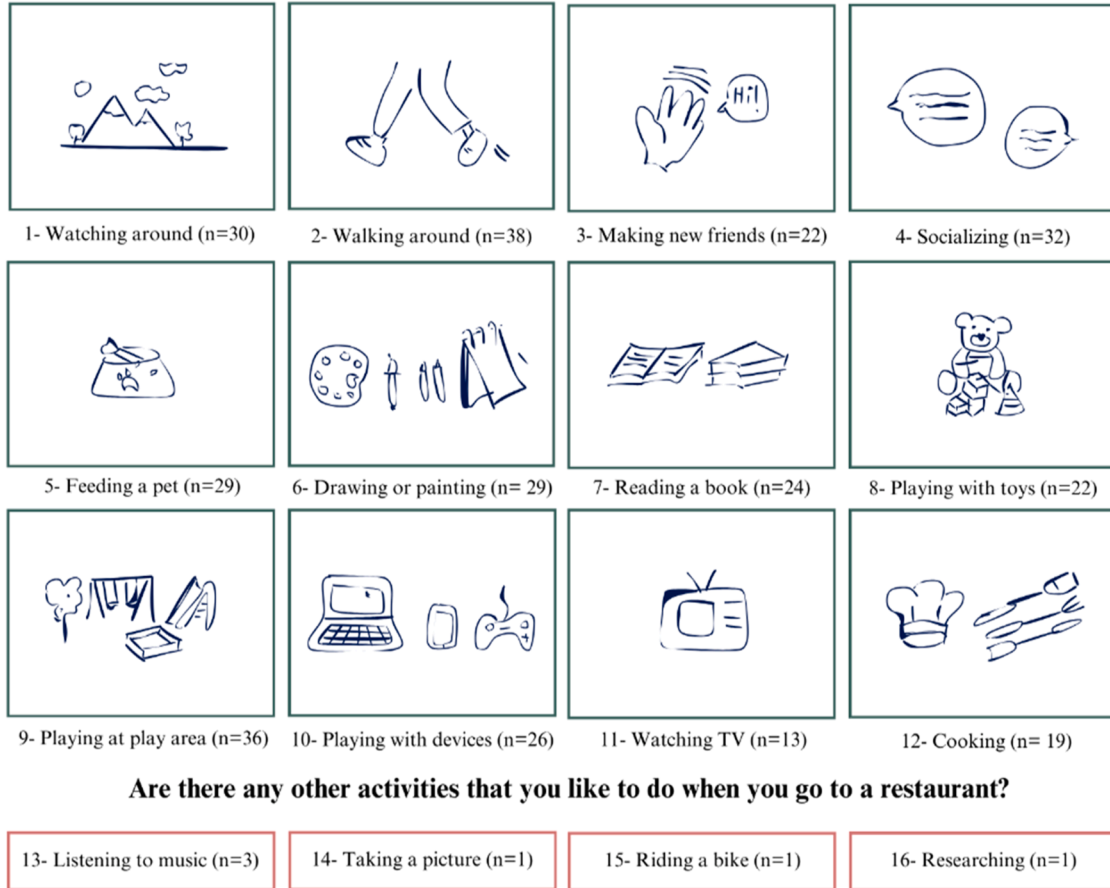 Hi!
1- Watching around (n=30)
2- Walking around (n=38)
3- Making new friends (n=22)
4- Socializing (n=32)
5- Feeding a pet (n=29)
6- Drawing or painting (n= 29)
7- Reading a book (n=24)
8- Playing with toys (n=22)
9- Playing at play area (n=36)
10- Playing with devices (n=26)
11- Watching TV (n=13)
12- Cooking (n= 19)
Are there any other activities that you like to do when you go to a restaurant?
13- Listening to music (n=3)
14- Taking a picture (n=1)
15- Riding a bike (n=1)
16- Researching (n=1)